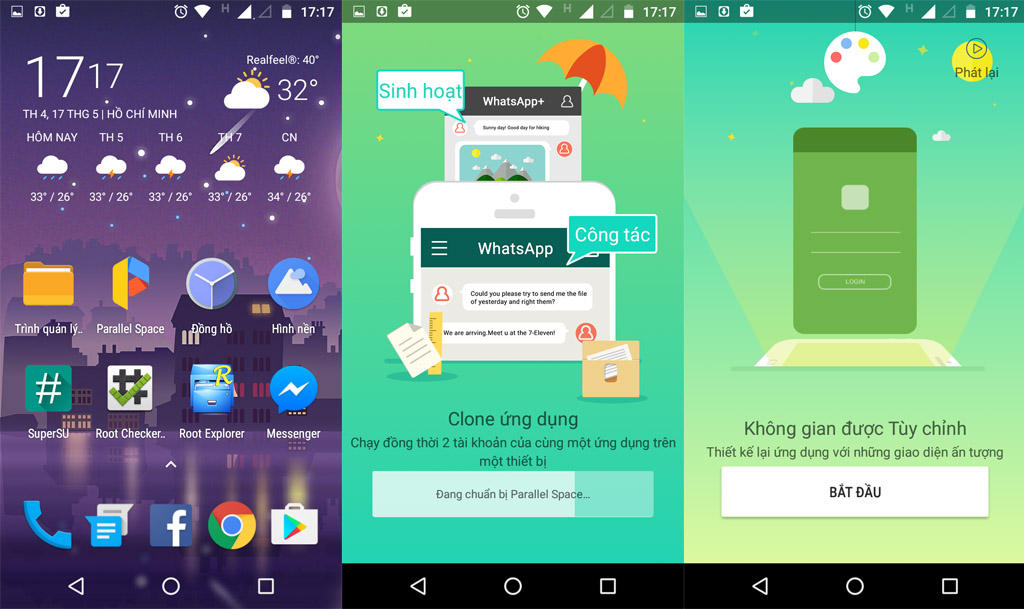 H 17:17
17 17
Realfeel®: 40°
32°
TH 4, 17 THG 5 | HỒ CHÍ MINH
HÔM NAY TH 5 TH 6 TH 7 CN
33° / 26° 33° / 26° 33° / 26° 33° / 26° 34° / 26°
Trình quản lý.. Parallel Space Đồng hồ Hình nền
#
R
SuperSU Root Checker.. Root Explorer Messenger
f
H 17:17
Sinh hoạt
WhatsApp+
Sunny day! Good day for hiking
Công tác
WhatsApp
Could you please try to send me the file
of yesterday and right them?
We are arrving.Meet u at the 7-Eleven!
Clone ứng dụng
Chạy đồng thời 2 tài khoản của cùng một ứng dụng trên
một thiết bị
Đang chuẩn bị Parallel Space...
H 17:17
Phát lại
LOGIN
Không gian được Tùy chỉnh
Thiết kế lại ứng dụng với những giao diện ấn tượng
BẮT ĐẦU